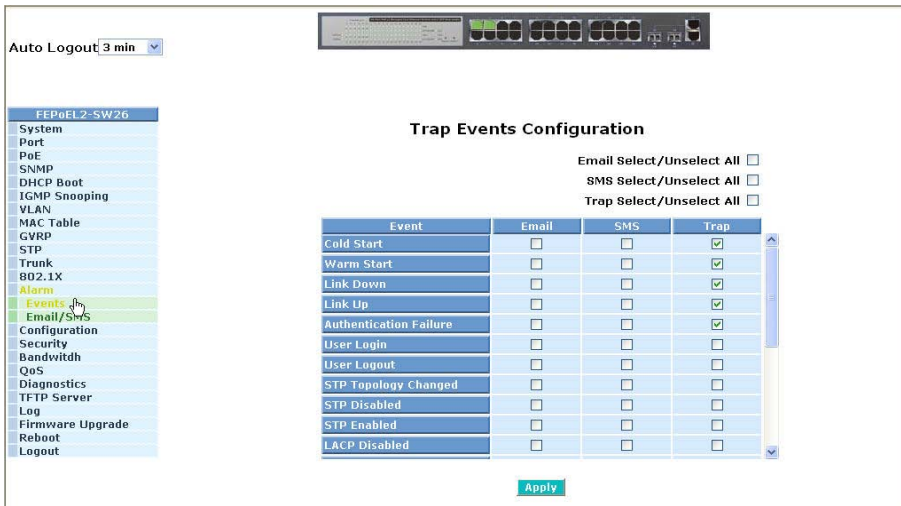 Auto Logout 3 min
FEPoEL2-SW26
System
Port
PoE
SNMP
DHCP Boot
IGMP Snooping
VLAN
MAC Table
GVRP
STP
Trunk
802.1X
Alarm
Events
Email/SMS
Configuration
Security
Bandwitdh
QoS
Diagnostics
TFTP Server
Log
Firmware Upgrade
Reboot
Logout
Trap Events Configuration
Email Select/Unselect All
SMS Select/Unselect All
Trap Select/Unselect All
Event Email SMS Trap
Cold Start
Warm Start
Link Down
Link Up
Authentication Failure
User Login
User Logout
STP Topology Changed
STP Disabled
STP Enabled
LACP Disabled
Apply